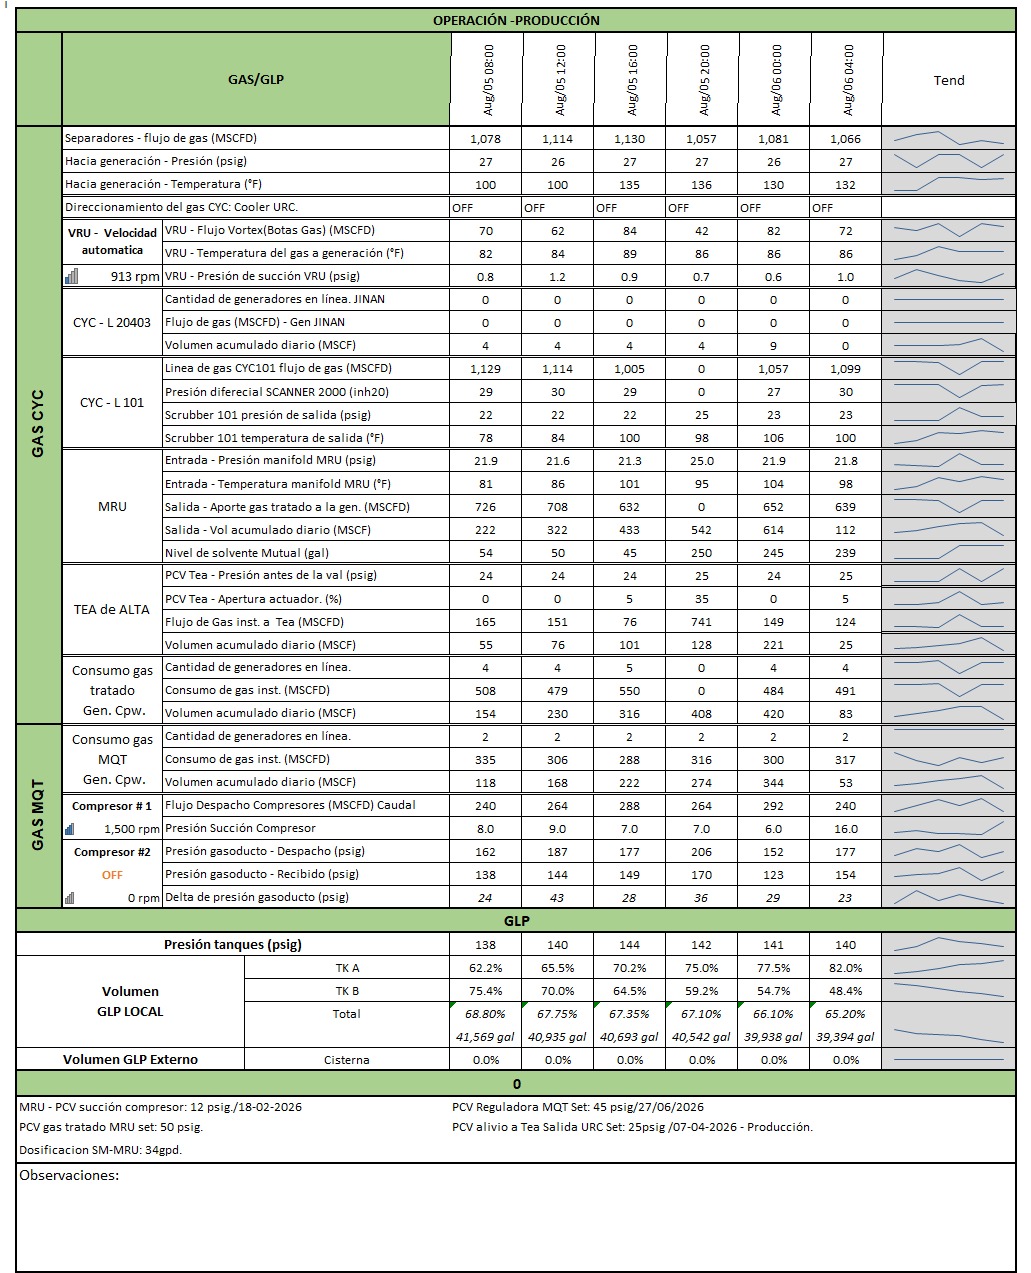 OPERACIÓN -PRODUCCIÓN
GAS/GLP Aug/05 08:00 Aug/05 12:00 Aug/05 16:00 Aug/05 20:00 Aug/06 00:00 Aug/06 04:00 Tend
GAS CYC
Separadores - flujo de gas (MSCFD) 1,078 1,114 1,130 1,057 1,081 1,066
Hacia generación - Presión (psig) 27 26 27 27 26 27
Hacia generación - Temperatura (°F) 100 100 135 136 130 132
Direccionamiento del gas CYC: Cooler URC. OFF OFF OFF OFF OFF OFF
VRU - Velocidad automatica
913 rpm
VRU - Flujo Vortex(Botas Gas) (MSCFD) 70 62 84 42 82 72
VRU - Temperatura del gas a generación (°F) 82 84 89 86 86 86
VRU - Presión de succión VRU (psig) 0.8 1.2 0.9 0.7 0.6 1.0
CYC - L 20403
Cantidad de generadores en línea. JINAN 0 0 0 0 0 0
Flujo de gas (MSCFD) - Gen JINAN 0 0 0 0 0 0
Volumen acumulado diario (MSCF) 4 4 4 4 9 0
CYC - L 101
Linea de gas CYC101 flujo de gas (MSCFD) 1,129 1,114 1,005 0 1,057 1,099
Presión diferecial SCANNER 2000 (inh20) 29 30 29 0 27 30
Scrubber 101 presión de salida (psig) 22 22 22 25 23 23
Scrubber 101 temperatura de salida (°F) 78 84 100 98 106 100
MRU
Entrada - Presión manifold MRU (psig) 21.9 21.6 21.3 25.0 21.9 21.8
Entrada - Temperatura manifold MRU (°F) 81 86 101 95 104 98
Salida - Aporte gas tratado a la gen. (MSCFD) 726 708 632 0 652 639
Salida - Vol acumulado diario (MSCF) 222 322 433 542 614 112
Nivel de solvente Mutual (gal) 54 50 45 250 245 239
TEA de ALTA
PCV Tea - Presión antes de la val (psig) 24 24 24 25 24 25
PCV Tea - Apertura actuador. (%) 0 0 5 35 0 5
Flujo de Gas inst. a Tea (MSCFD) 165 151 76 741 149 124
Volumen acumulado diario (MSCF) 55 76 101 128 221 25
Consumo gas tratado Gen. Cpw.
Cantidad de generadores en línea. 4 4 5 0 4 4
Consumo de gas inst. (MSCFD) 508 479 550 0 484 491
Volumen acumulado diario (MSCF) 154 230 316 408 420 83
GAS MQT
Consumo gas MQT Gen. Cpw.
Cantidad de generadores en línea. 2 2 2 2 2 2
Consumo de gas inst. (MSCFD) 335 306 288 316 300 317
Volumen acumulado diario (MSCF) 118 168 222 274 344 53
Compresor # 1
1,500 rpm
Flujo Despacho Compresores (MSCFD) Caudal 240 264 288 264 292 240
Presión Succión Compresor 8.0 9.0 7.0 7.0 6.0 16.0
Compresor #2
OFF
0 rpm
Presión gasoducto - Despacho (psig) 162 187 177 206 152 177
Presión gasoducto - Recibido (psig) 138 144 149 170 123 154
Delta de presión gasoducto (psig) 24 43 28 36 29 23
GLP
Presión tanques (psig) 138 140 144 142 141 140
Volumen GLP LOCAL
TK A 62.2% 65.5% 70.2% 75.0% 77.5% 82.0%
TK B 75.4% 70.0% 64.5% 59.2% 54.7% 48.4%
Total 68.80% 67.75% 67.35% 67.10% 66.10% 65.20%
41,569 gal 40,935 gal 40,693 gal 40,542 gal 39,938 gal 39,394 gal
Volumen GLP Externo Cisterna 0.0% 0.0% 0.0% 0.0% 0.0% 0.0%
0
MRU - PCV succión compresor: 12 psig./18-02-2026 PCV Reguladora MQT Set: 45 psig/27/06/2026
PCV gas tratado MRU set: 50 psig. PCV alivio a Tea Salida URC Set: 25psig /07-04-2026 - Producción.
Dosificacion SM-MRU: 34gpd.
Observaciones: